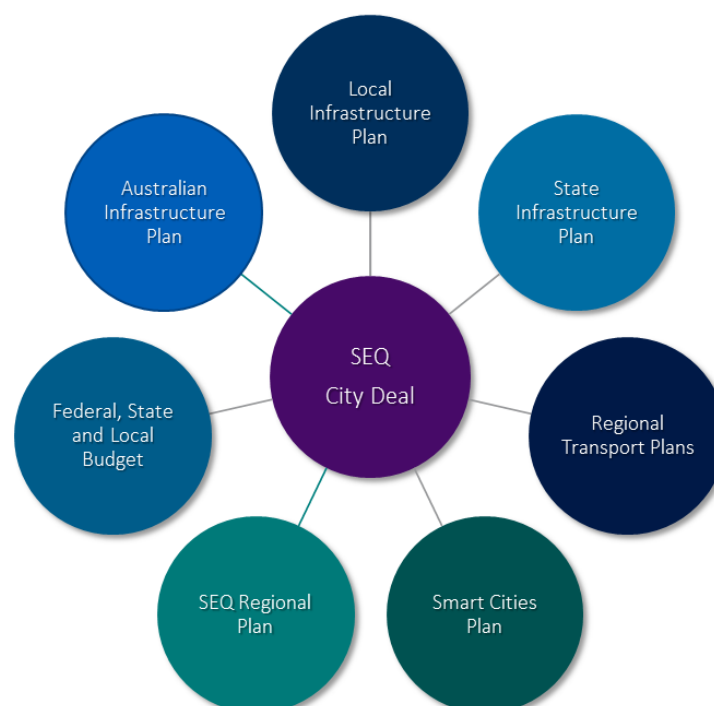 Local
Infrastructure
Plan
Australian
Infrastructure
Plan
State
Infrastructure
Plan
SEQ
City Deal
Federal, State
and Local
Budget
Regional
Transport Plans
SEQ Regional
Plan
Smart Cities
Plan